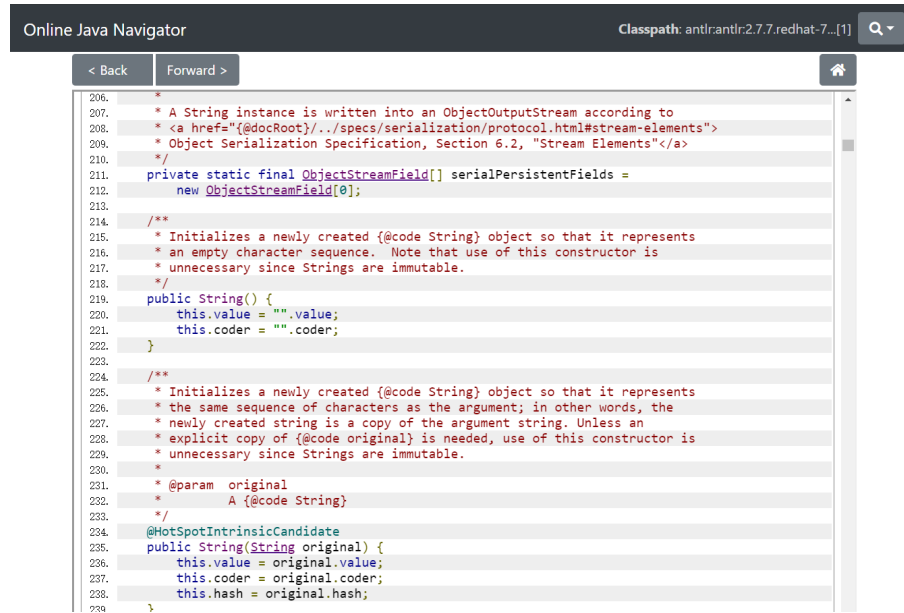 Online Java Navigator
Classpath: antlr:antlr:2.7.7.redhat-7...[1]
< Back
Forward >
206. *
207. * A String instance is written into an ObjectOutputStream according to
208. * <a href="{@docRoot}/../specs/serialization/protocol.html#stream-elements">
209. * Object Serialization Specification, Section 6.2, "Stream Elements"</a>
210. */
211. private static final ObjectStreamField[] serialPersistentFields =
212. new ObjectStreamField[0];
213.
214. /**
215. * Initializes a newly created {@code String} object so that it represents
216. * an empty character sequence.  Note that use of this constructor is
217. * unnecessary since Strings are immutable.
218. */
219. public String() {
220. this.value = "".value;
221. this.coder = "".coder;
222. }
223.
224. /**
225. * Initializes a newly created {@code String} object so that it represents
226. * the same sequence of characters as the argument; in other words, the
227. * newly created string is a copy of the argument string. Unless an
228. * explicit copy of {@code original} is needed, use of this constructor is
229. * unnecessary since Strings are immutable.
230. *
231. * @param  original
232. *         A {@code String}
233. */
234. @HotSpotIntrinsicCandidate
235. public String(String original) {
236. this.value = original.value;
237. this.coder = original.coder;
238. this.hash = original.hash;
239. }